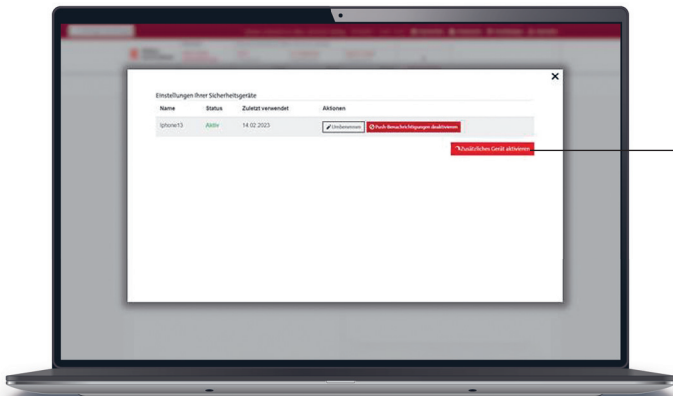 Einstellungen Ihrer Sicherheitsgeräte
Name Status Zuletzt verwendet Aktionen
Iphone13 Aktiv 14 02 2023 Umbenennen Push-Benachrichtigungen deaktivieren
Zusätzliches Gerät aktivieren